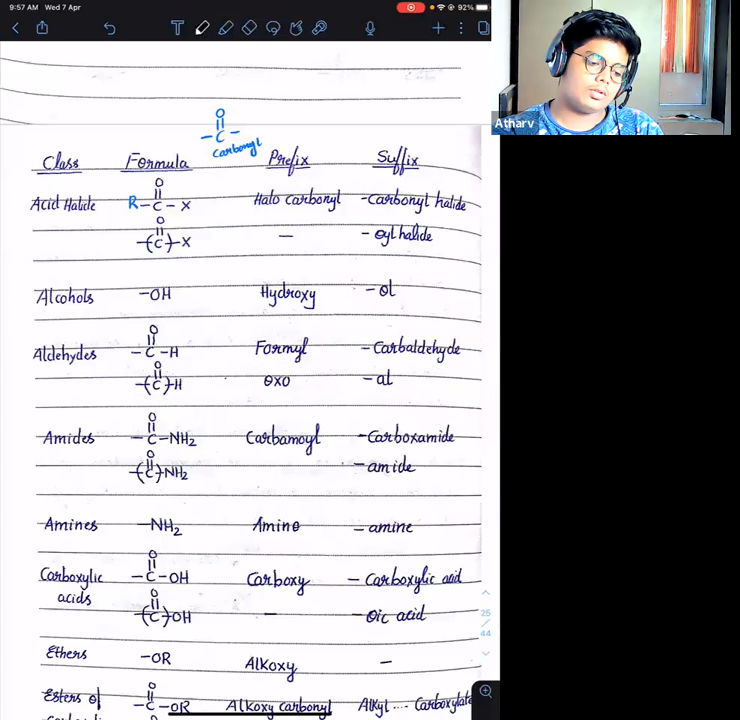 9:57 AM Wed 7 Apr
92%
Atharv
O
||
-C-
Carbonyl
Class Formula Prefix Suffix
O
||
Acid Halide R-C-X Halo carbonyl -Carbonyl halide
O
||
-(C)-X — -oyl halide
Alcohols -OH Hydroxy -ol
O
||
Aldehydes -C-H Formyl -Carbaldehyde
O
||
-(C)-H oxo -al
O
||
Amides -C-NH2 Carbamoyl -Carboxamide
O
||
-(C)-NH2 -amide
Amines -NH2 Amino -amine
O
||
Carboxylic acids -C-OH Carboxy -Carboxylic acid
O
||
-(C)-OH — -oic acid
Ethers -OR Alkoxy —
O
||
Esters of -C-OR Alkoxy carbonyl Alkyl .... Carboxylate
O
25
/
44